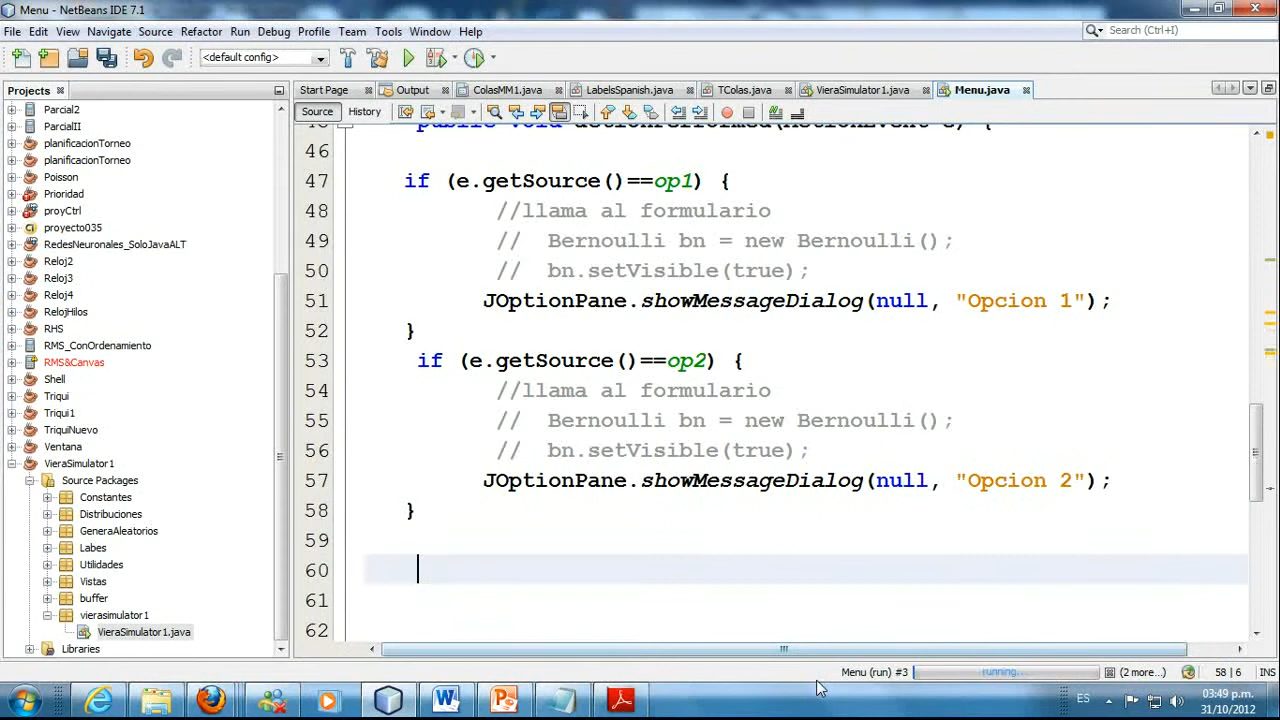 Menu - NetBeans IDE 7.1
File Edit View Navigate Source Refactor Run Debug Profile Team Tools Window Help
Search (Ctrl+I)
<default config>
Projects
Start Page Output ColasMM1.java LabelsSpanish.java TColas.java VieraSimulator1.java Menu.java
Source History
Parcial2
ParcialII
planificacionTorneo
planificacionTorneo
Poisson
Prioridad
proyCtrl
proyecto035
RedesNeuronales_SoloJavaALT
Reloj2
Reloj3
Reloj4
RelojHilos
RHS
RMS_ConOrdenamiento
RMS&Canvas
Shell
Triqui
Triqui1
TriquiNuevo
Ventana
VieraSimulator1
Source Packages
Constantes
Distribuciones
GeneraAleatorios
Labes
Utilidades
Vistas
buffer
vierasimulator1
VieraSimulator1.java
Libraries
46
47 if (e.getSource()==op1) {
48 //llama al formulario
49 // Bernoulli bn = new Bernoulli();
50 // bn.setVisible(true);
51 JOptionPane.showMessageDialog(null, "Opcion 1");
52 }
53 if (e.getSource()==op2) {
54 //llama al formulario
55 // Bernoulli bn = new Bernoulli();
56 // bn.setVisible(true);
57 JOptionPane.showMessageDialog(null, "Opcion 2");
58 }
59
60
61
62
Menu (run) #3 running... (2 more...) 58 | 6 INS
ES 03:49 p.m.
31/10/2012